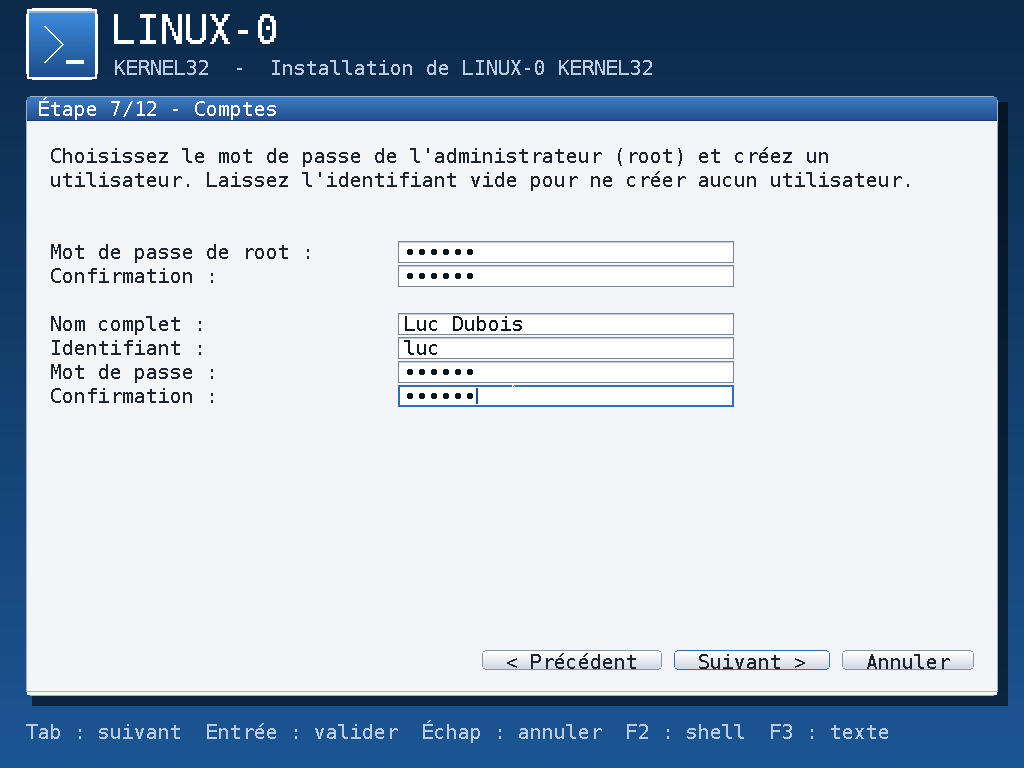 LINUX-0
KERNEL32 - Installation de LINUX-0 KERNEL32
Étape 7/12 - Comptes
Choisissez le mot de passe de l'administrateur (root) et créez un
utilisateur. Laissez l'identifiant vide pour ne créer aucun utilisateur.
Mot de passe de root : ••••••
Confirmation : ••••••
Nom complet : Luc Dubois
Identifiant : luc
Mot de passe : ••••••
Confirmation : ••••••
< Précédent Suivant > Annuler
Tab : suivant Entrée : valider Échap : annuler F2 : shell F3 : texte